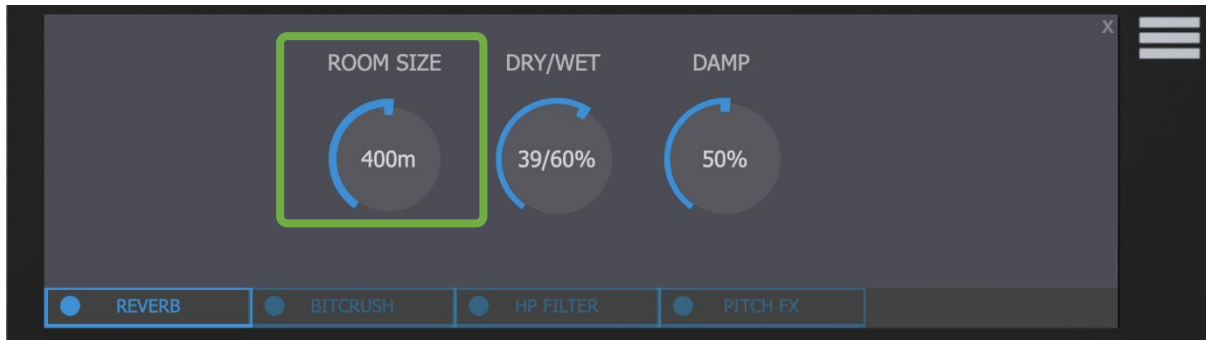 X
ROOM SIZE DRY/WET DAMP
400m 39/60% 50%
REVERB BITCRUSH HP FILTER PITCH FX